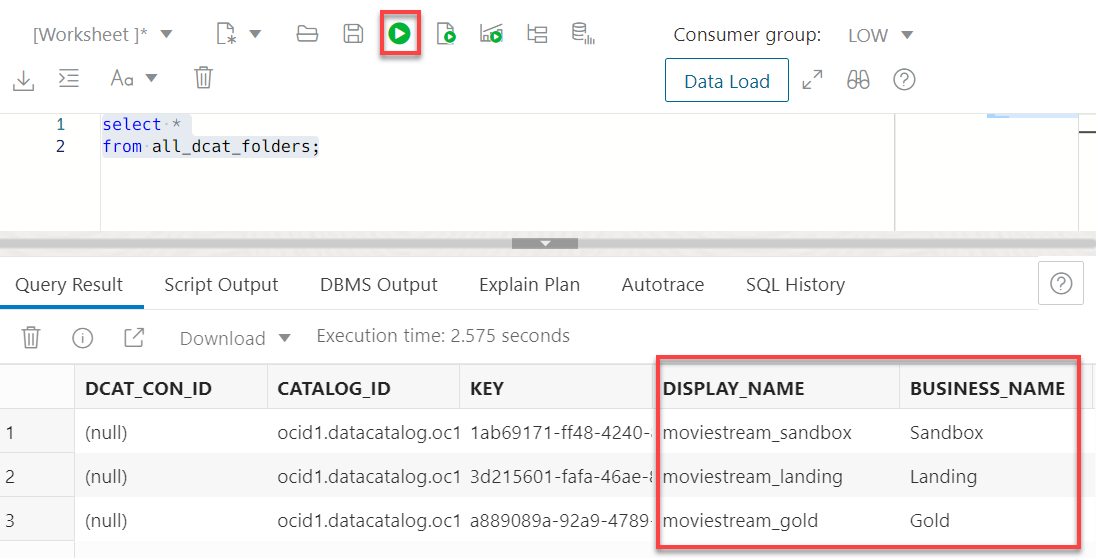 [Worksheet ]* Consumer group: LOW
Aa Data Load
1 select *
2 from all_dcat_folders;
Query Result Script Output DBMS Output Explain Plan Autotrace SQL History
Download Execution time: 2.575 seconds
DCAT_CON_ID CATALOG_ID KEY DISPLAY_NAME BUSINESS_NAME
1 (null) ocid1.datacatalog.oc1 1ab69171-ff48-4240- moviestream_sandbox Sandbox
2 (null) ocid1.datacatalog.oc1 3d215601-fafa-46ae- moviestream_landing Landing
3 (null) ocid1.datacatalog.oc1 a889089a-92a9-4789- moviestream_gold Gold